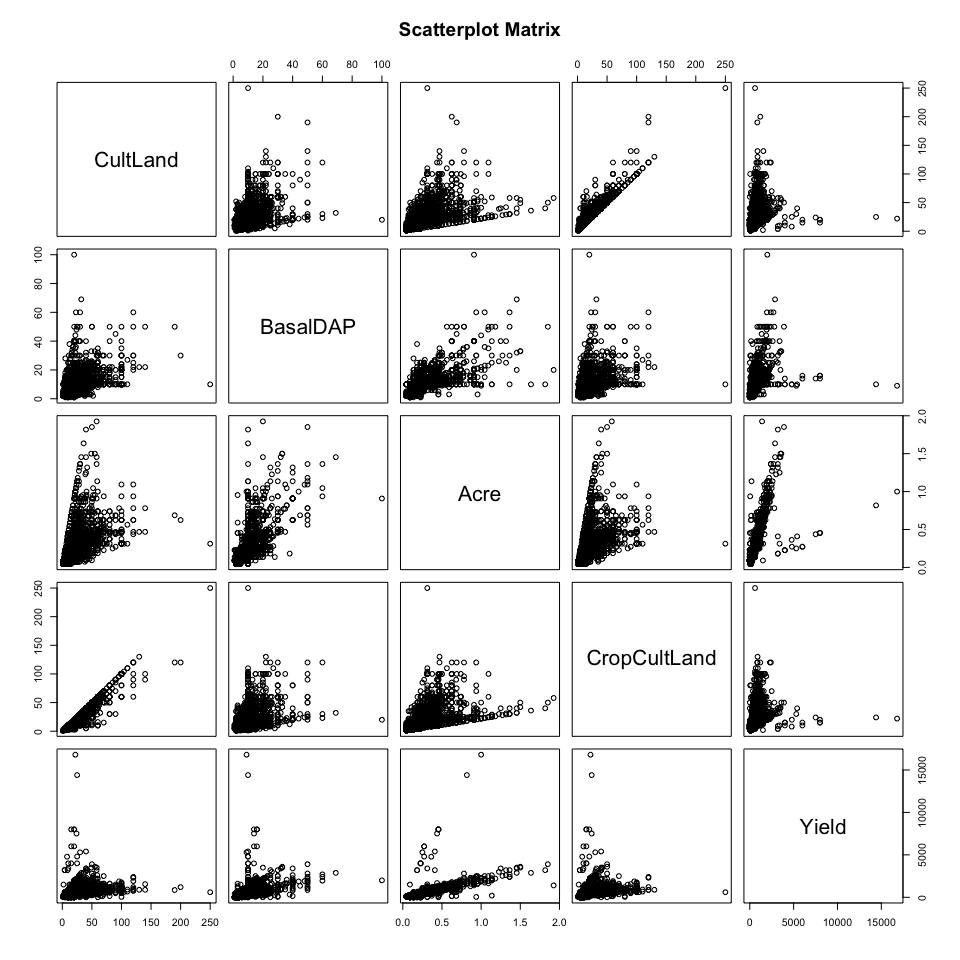 Scatterplot Matrix
0 20 40 60 80 100
0 50 100 150 200 250
CultLand
0 50 100 150 200 250
0 20 40 60 80 100
BasalDAP
Acre
0.0 0.5 1.0 1.5 2.0
0 50 100 150 200 250
CropCultLand
Yield
0 5000 10000 15000
0 50 100 150 200 250
0.0 0.5 1.0 1.5 2.0
0 5000 10000 15000